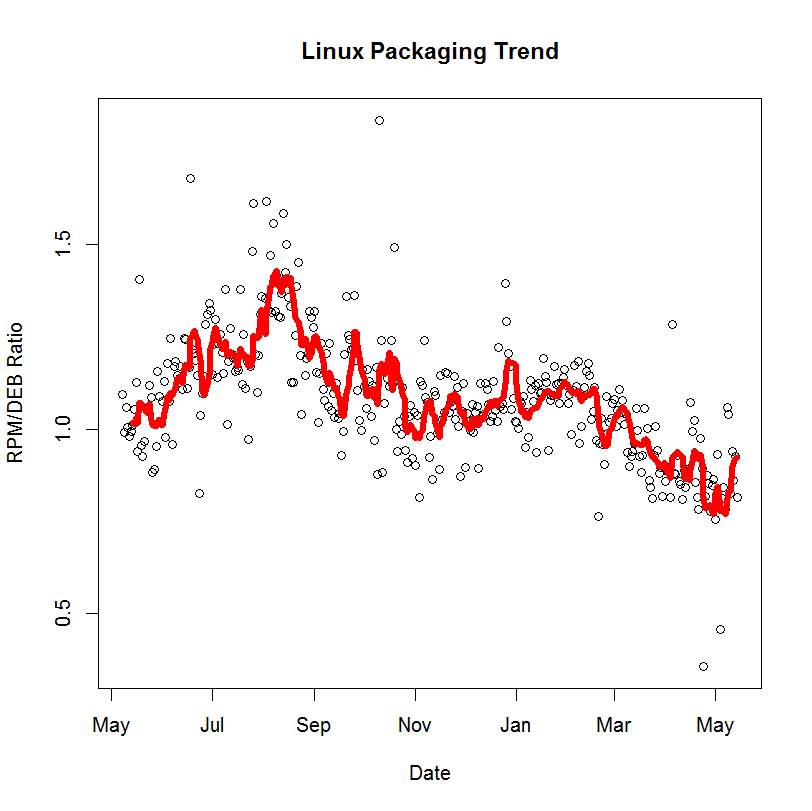 Linux Packaging Trend
RPM/DEB Ratio
1.5
1.0
0.5
May Jul Sep Nov Jan Mar May
Date